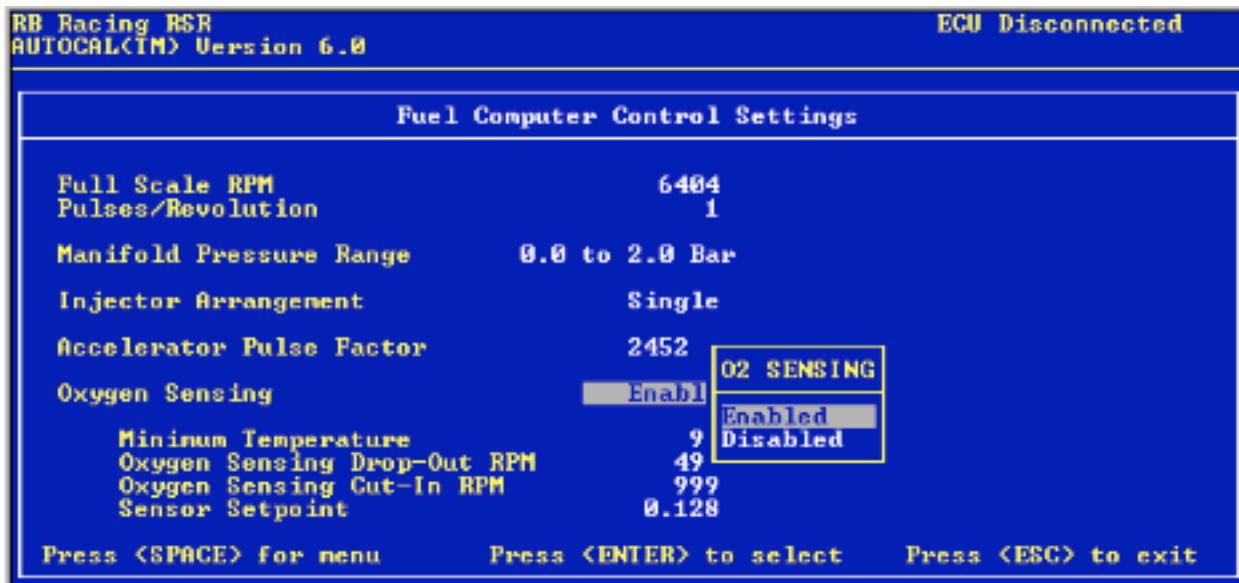 RB Racing RSR ECU Disconnected
AUTOCAL(TM) Version 6.0
Fuel Computer Control Settings
Full Scale RPM 6404
Pulses/Revolution 1
Manifold Pressure Range 0.0 to 2.0 Bar
Injector Arrangement Single
Accelerator Pulse Factor 2452
O2 SENSING
Oxygen Sensing Enabl
Enabled
Minimum Temperature 9 Disabled
Oxygen Sensing Drop-Out RPM 49
Oxygen Sensing Cut-In RPM 999
Sensor Setpoint 0.128
Press <SPACE> for menu Press <ENTER> to select Press <ESC> to exit